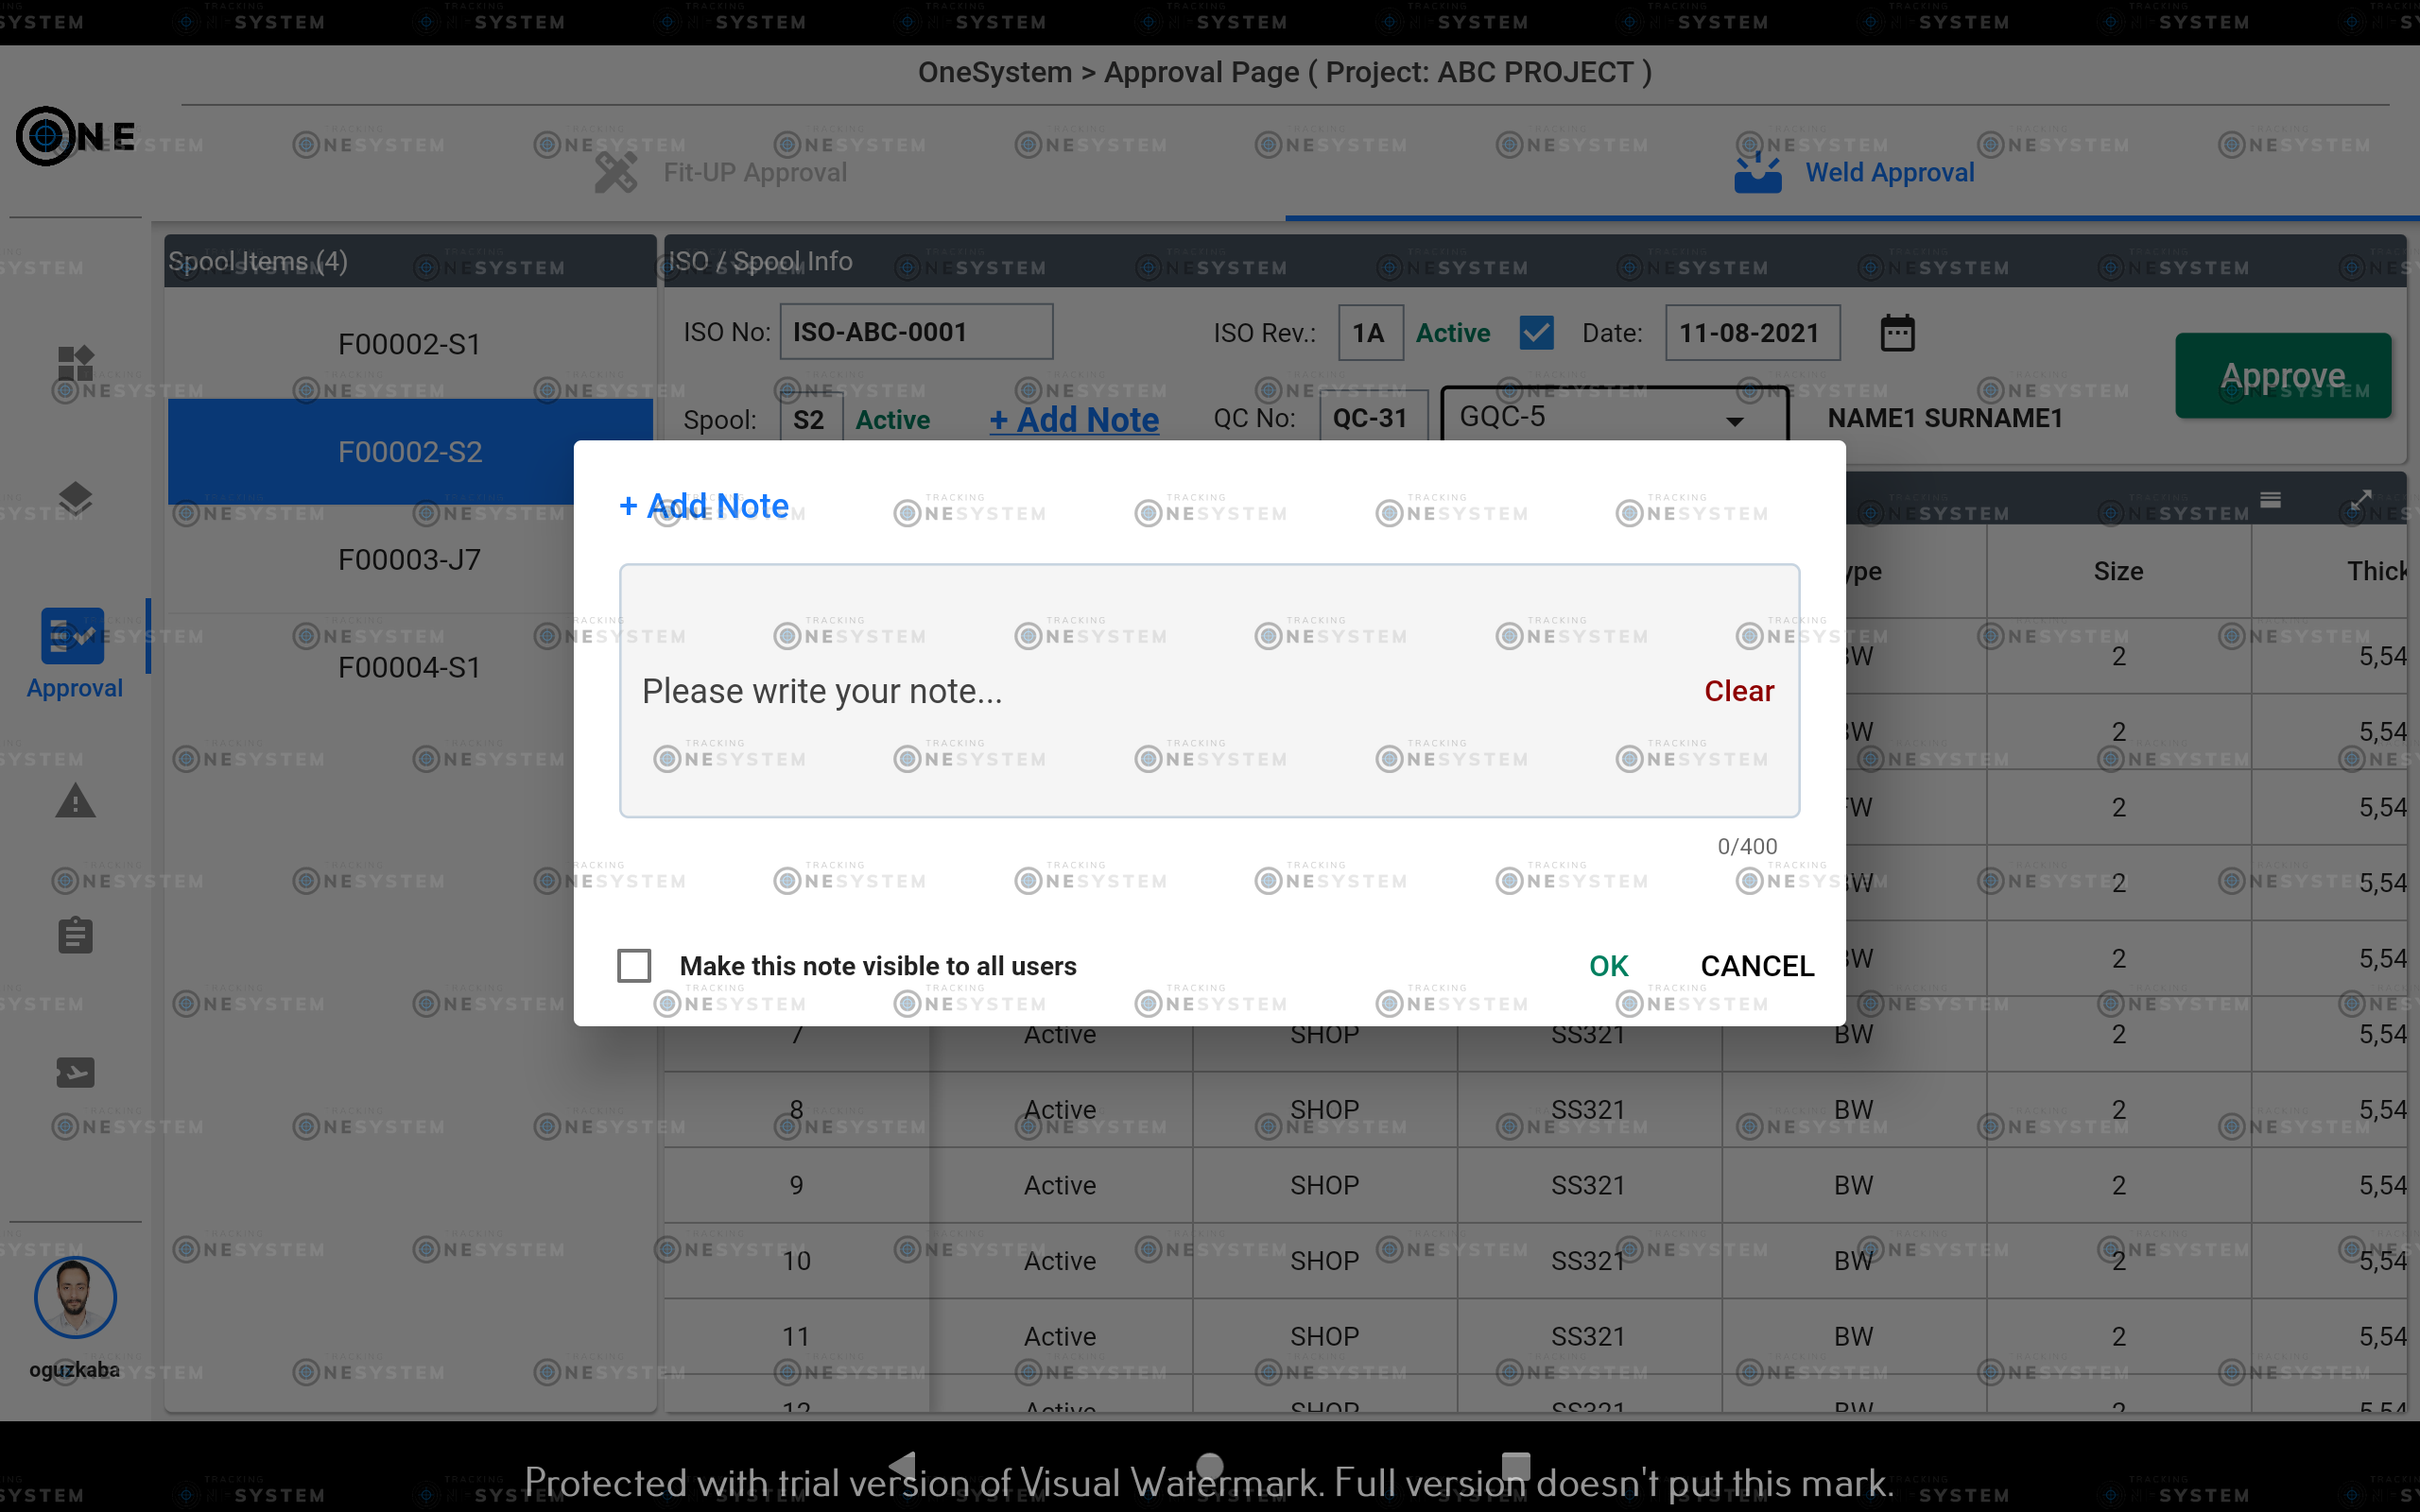 OneSystem > Approval Page ( Project: ABC PROJECT )
ONE
Fit-UP Approval
Weld Approval
Spool Items (4)
ISO / Spool Info
F00002-S1
F00002-S2
F00003-J7
F00004-S1
ISO No: ISO-ABC-0001 ISO Rev.: 1A Active Date: 11-08-2021
Approve
Spool: S2 Active + Add Note QC No: QC-31 GQC-5 NAME1 SURNAME1
Approval
+ Add Note
Please write your note...
Clear
0/400
Make this note visible to all users
OK CANCEL
Size
2 5,54
2 5,54
2 5,54
2 5,54
2 5,54
7 Active SHOP SS321 BW 2 5,54
8 Active SHOP SS321 BW 2 5,54
9 Active SHOP SS321 BW 2 5,54
10 Active SHOP SS321 BW 2 5,54
11 Active SHOP SS321 BW 2 5,54
12 Active SHOP SS321 BW 2 5,54
oguzkaba
TRACKING
ONESYSTEM
Protected with trial version of Visual Watermark. Full version doesn't put this mark.